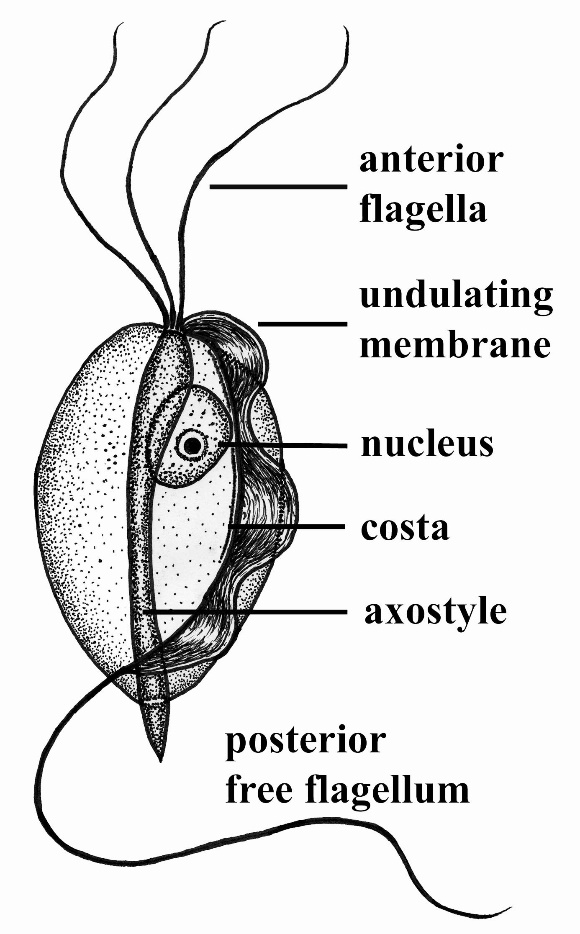 anterior
flagella
undulating
membrane
nucleus
costa
axostyle
posterior
free flagellum